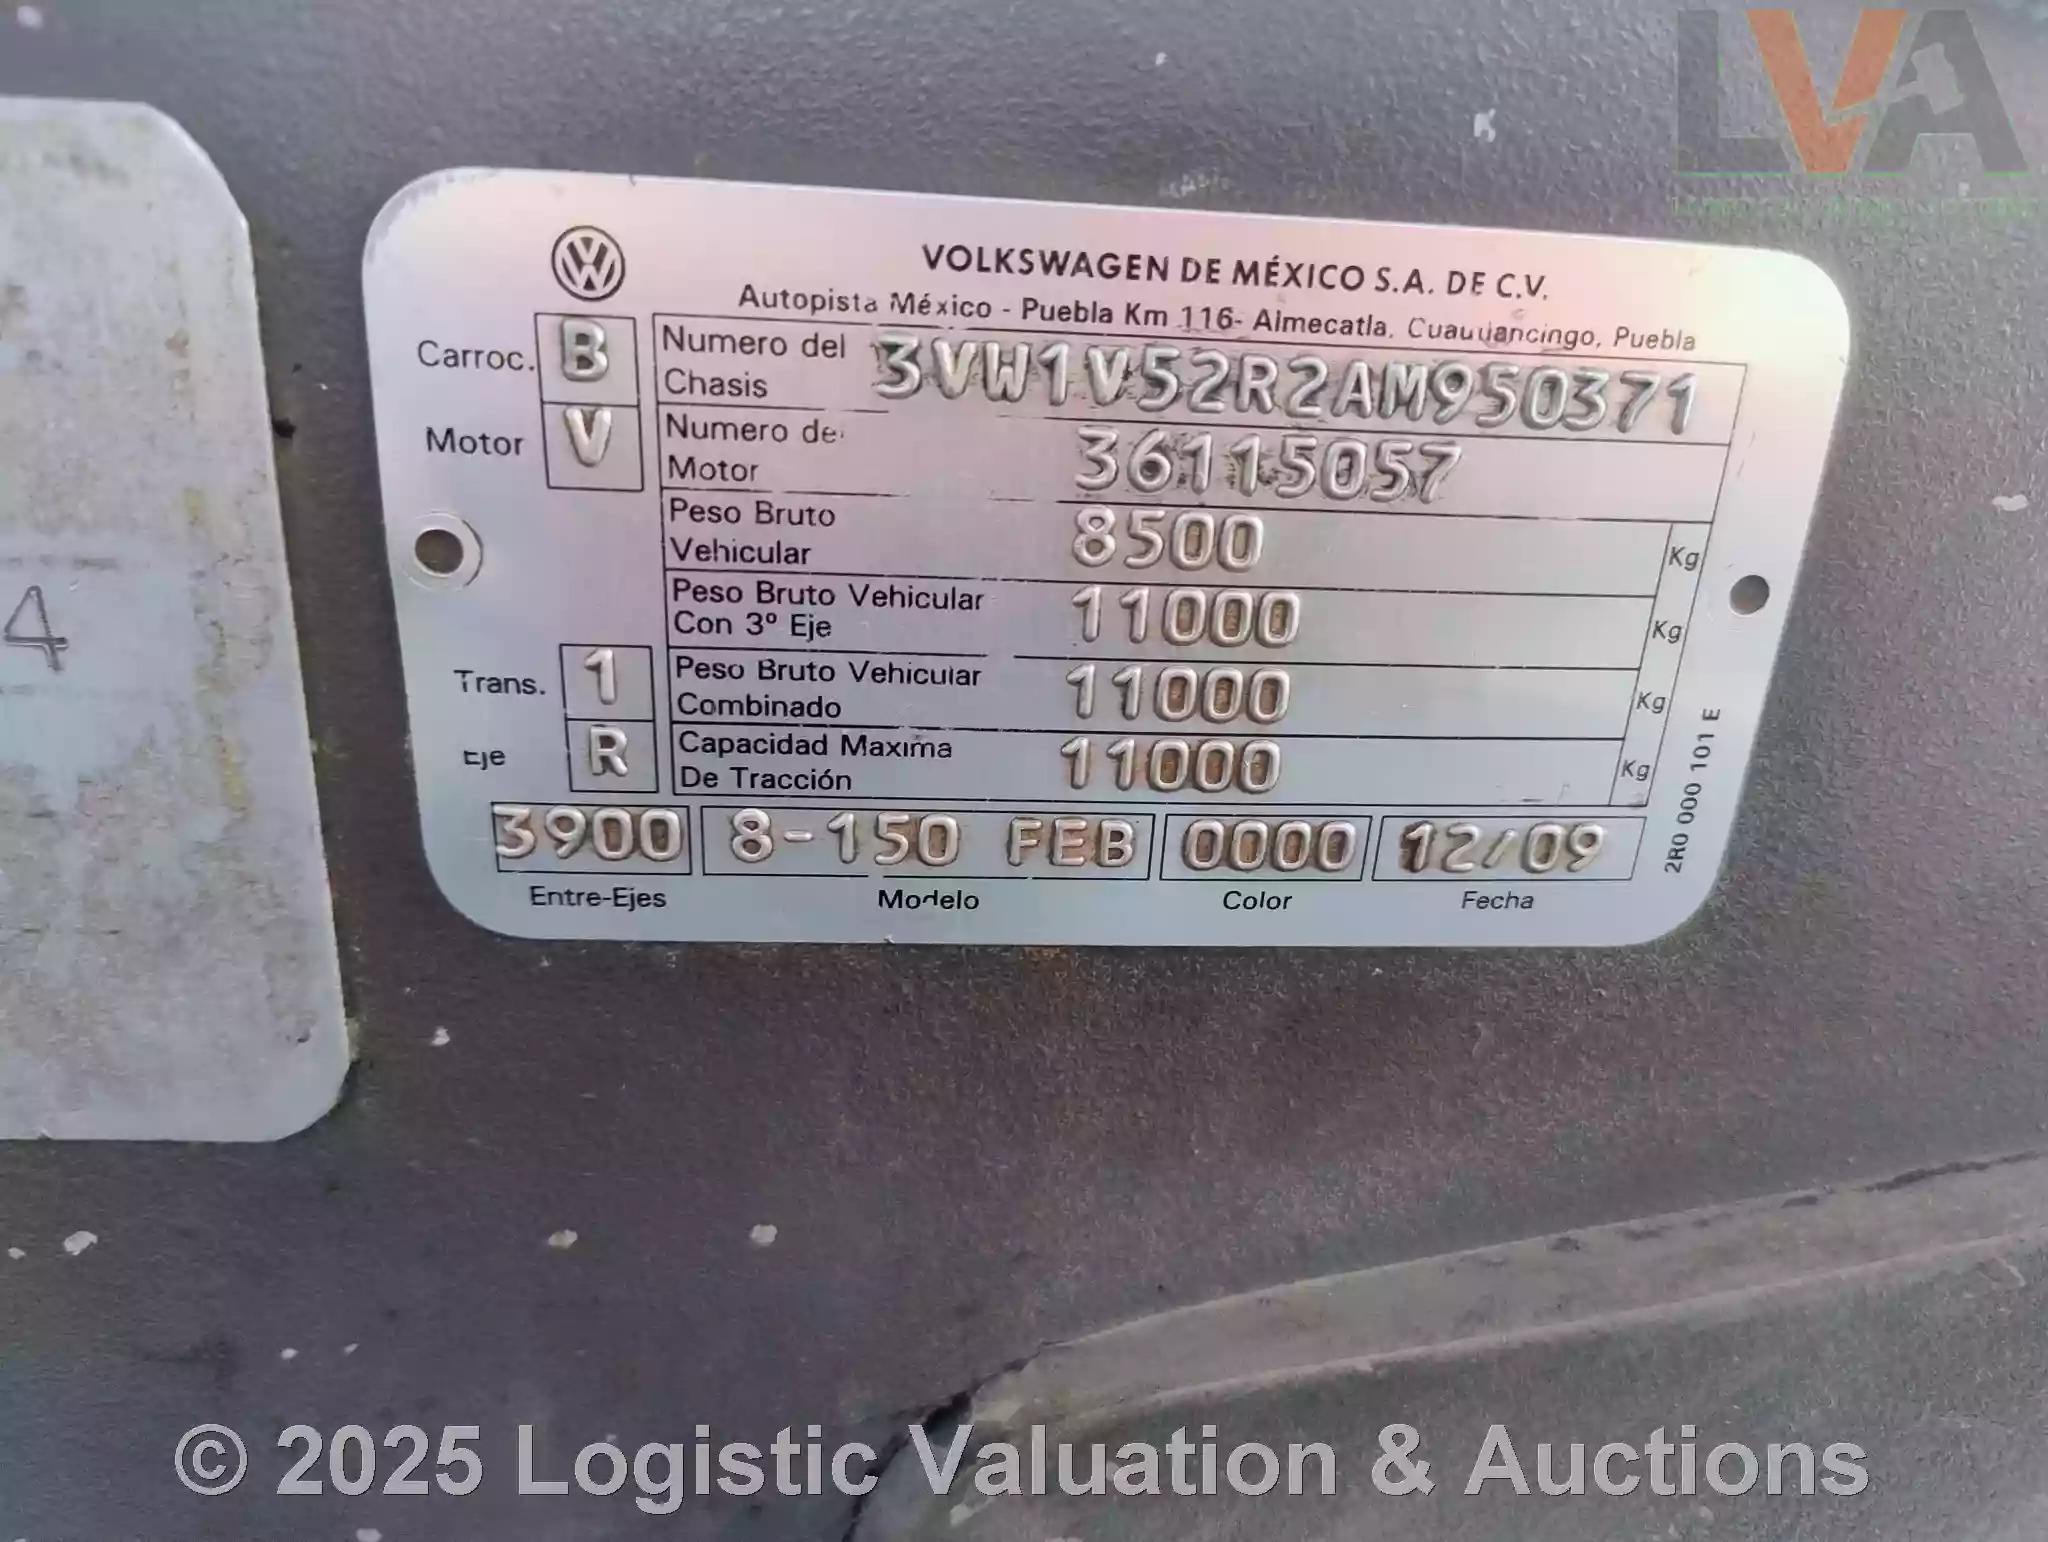 LVA
VOLKSWAGEN DE MÉXICO S.A. DE C.V.
Autopista México - Puebla Km 116- Almecatla, Cuautlancingo, Puebla
Carroc. B
Numero del Chasis 3VW1V52R2AM950371
Motor V
Numero de Motor 36115057
Peso Bruto Vehicular 8500 Kg
Peso Bruto Vehicular Con 3º Eje 11000 Kg
Trans. 1
Peso Bruto Vehicular Combinado 11000 Kg
Eje R
Capacidad Maxima De Tracción 11000 Kg
3900 8-150 FEB 0000 12/09
Entre-Ejes Modelo Color Fecha
2R0 000 101 E
4
© 2025 Logistic Valuation & Auctions